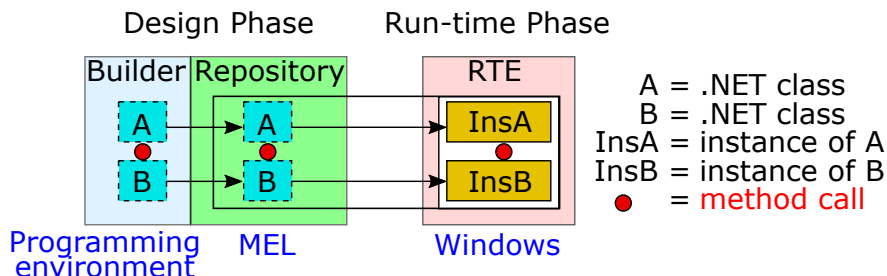 Design Phase
Run-time Phase
Builder
Repository
RTE
A
A
InsA
B
B
InsB
A = .NET class
B = .NET class
InsA = instance of A
InsB = instance of B
= method call
Programming
environment
MEL
Windows